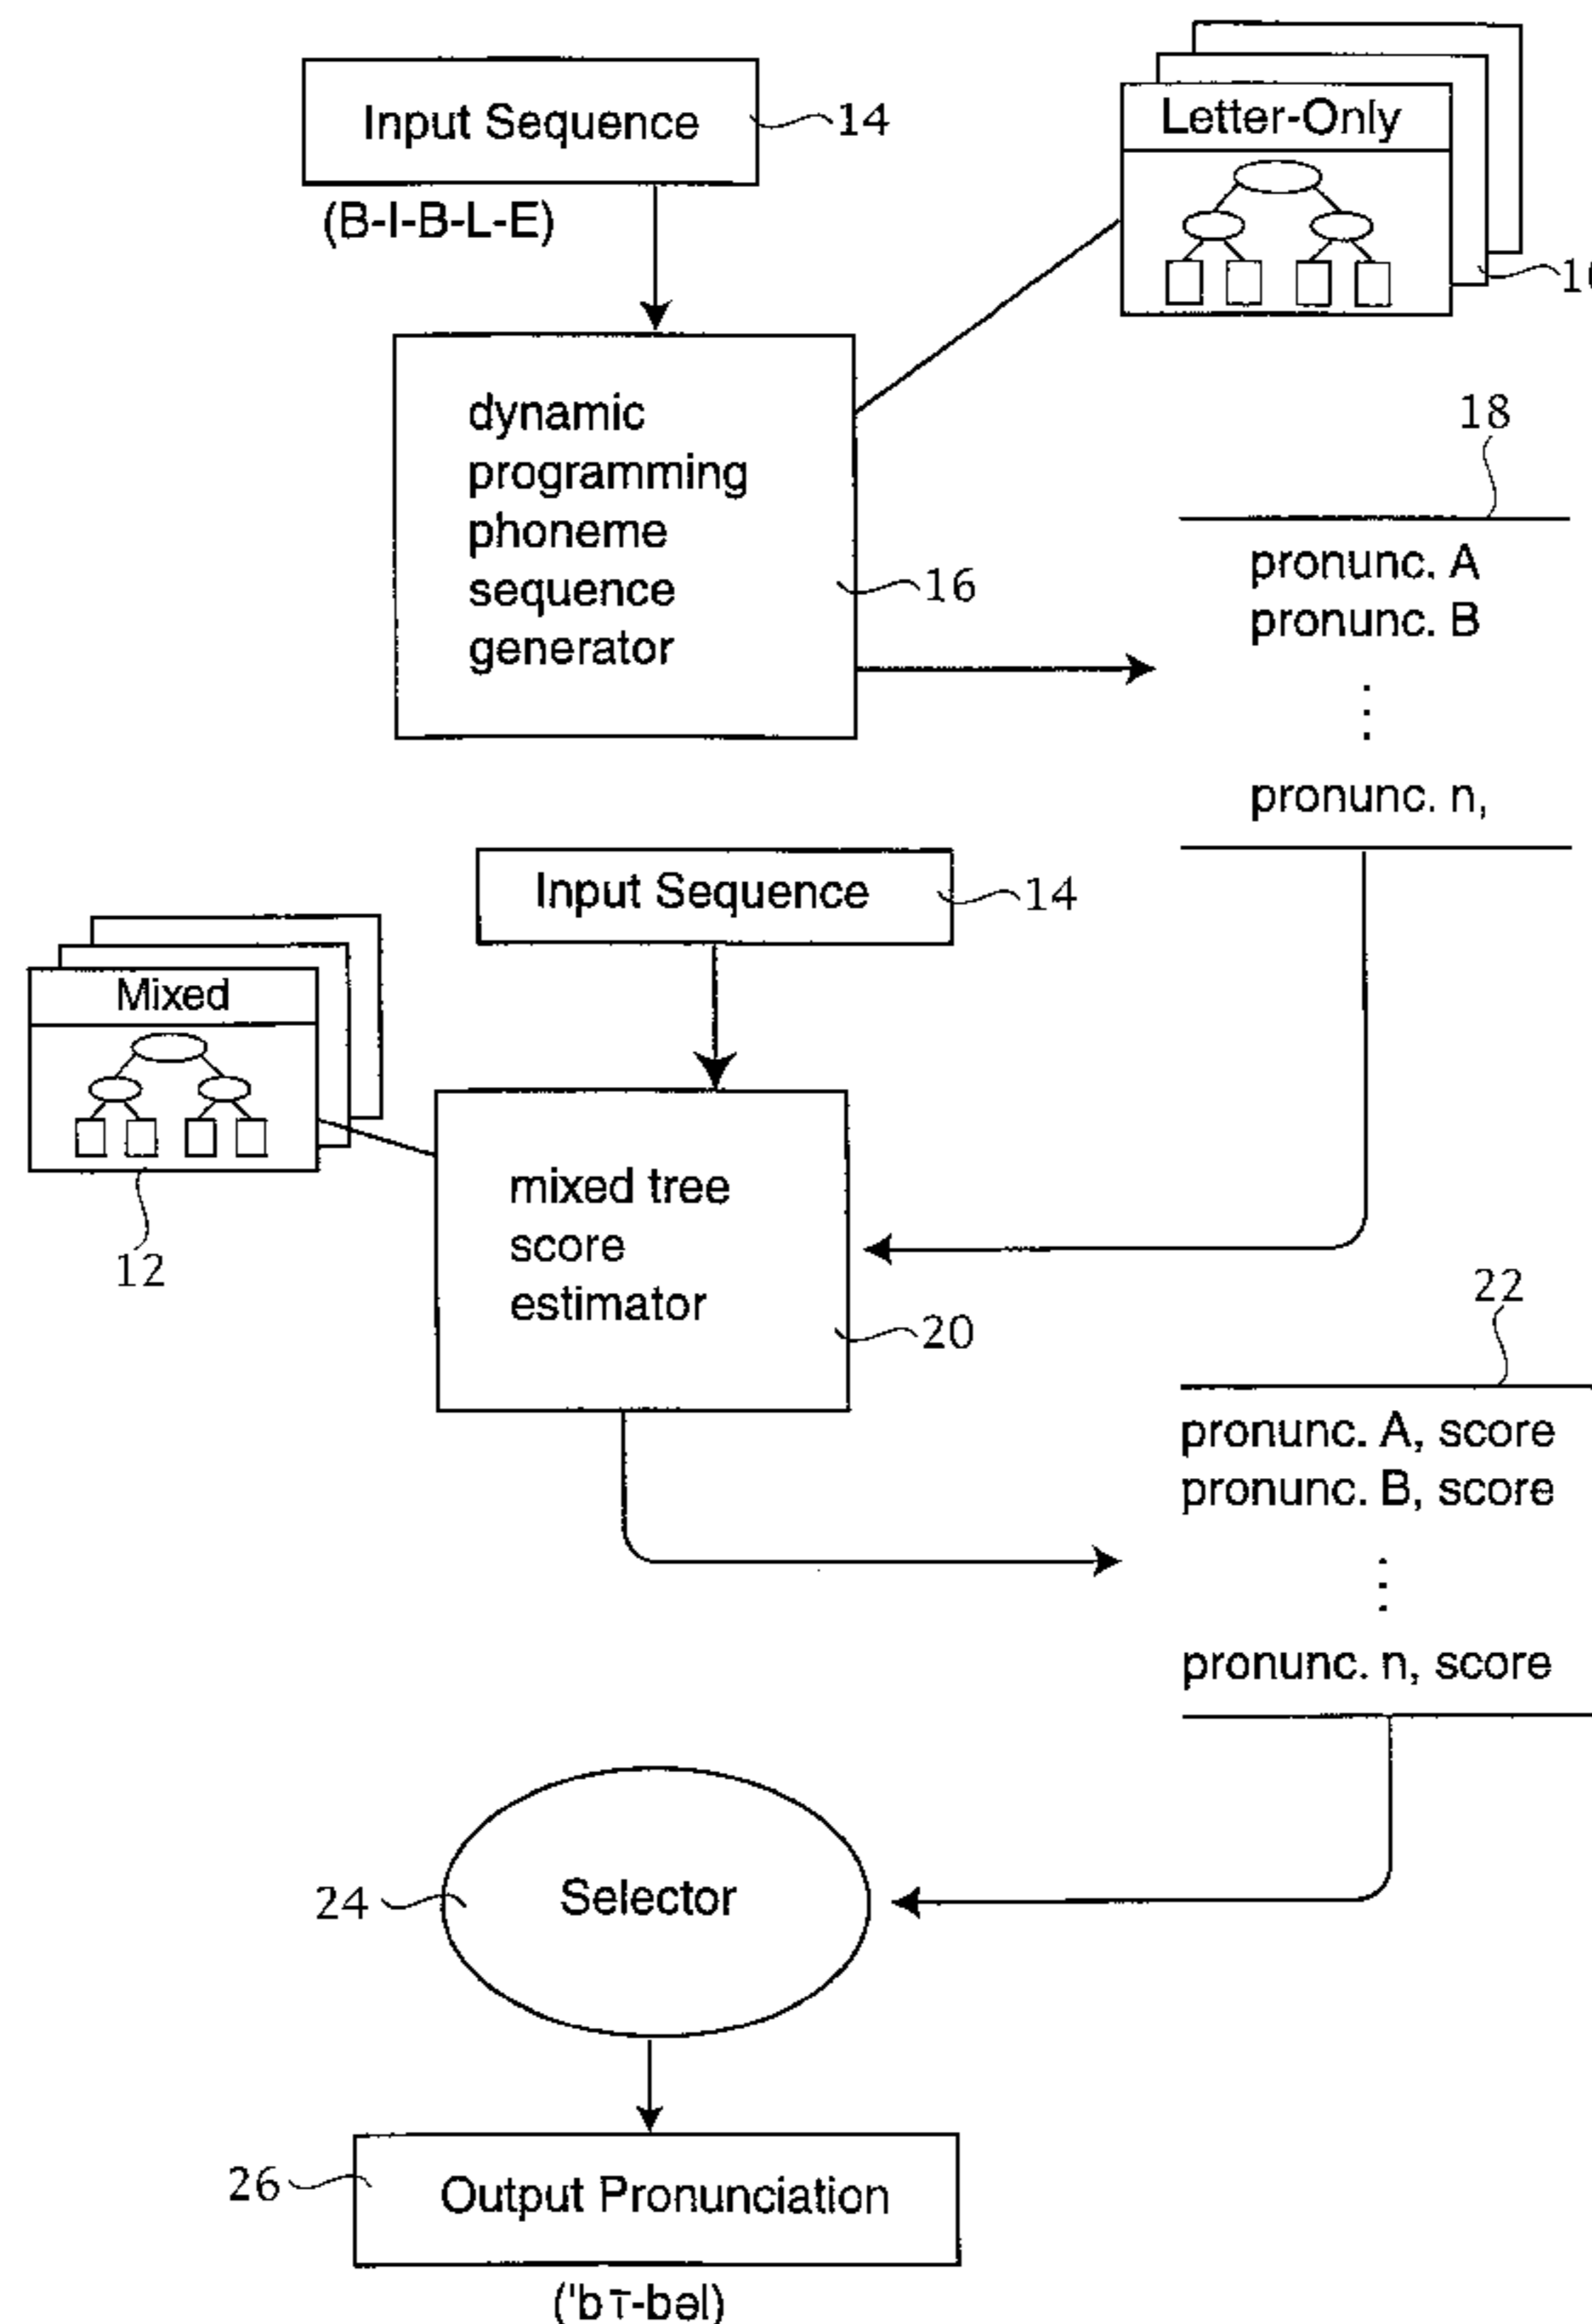 Input Sequence
14
(B-I-B-L-E)
Letter-Only
dynamic
programming
phoneme
sequence
generator
16
18
pronunc. A
pronunc. B
⋮
pronunc. n,
Input Sequence
14
Mixed
12
mixed tree
score
estimator
20
22
pronunc. A, score
pronunc. B, score
⋮
pronunc. n, score
24
Selector
26
Output Pronunciation
('bī-bəl)